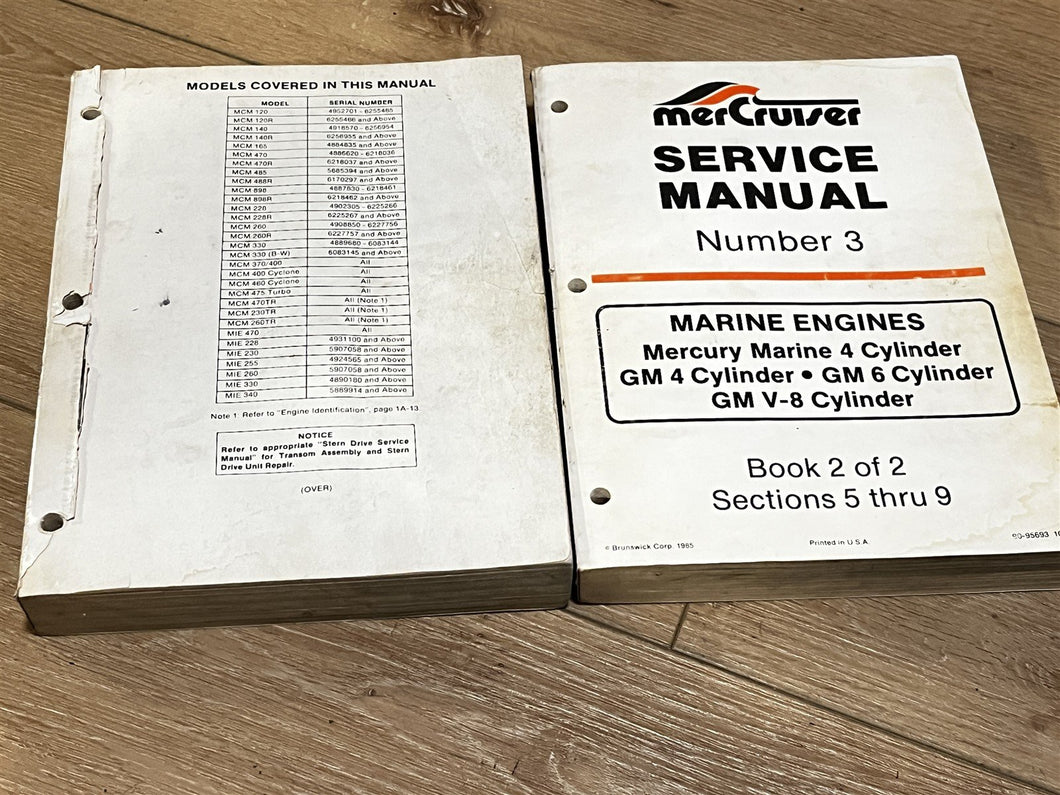 MODELS COVERED IN THIS MANUAL
MODEL SERIAL NUMBER
MCM 120 4952701 - 6255465
MCM 120R 6255466 and Above
MCM 140 4918570 - 6256954
MCM 140R 6256955 and Above
MCM 165 4884835 and Above
MCM 470 4886620 - 6218036
MCM 470R 6218037 and Above
MCM 485 5685394 and Above
MCM 488R 6170297 and Above
MCM 898 4887830 - 6218461
MCM 898R 6218462 and Above
MCM 228 4902305 - 6225266
MCM 228R 6225267 and Above
MCM 260 4908850 - 6227756
MCM 260R 6227757 and Above
MCM 330 4889680 - 6083144
MCM 330 (B-W) 6083145 and Above
MCM 370/400 All
MCM 400 Cyclone All
MCM 460 Cyclone All
MCM 475 Turbo All
MCM 470TR All (Note 1)
MCM 230TR All (Note 1)
MCM 260TR All (Note 1)
MIE 470 All
MIE 228 4931100 and Above
MIE 230 5907058 and Above
MIE 255 4924565 and Above
MIE 260 5907058 and Above
MIE 330 4890180 and Above
MIE 340 5889914 and Above
Note 1: Refer to "Engine Identification", page 1A-13.
NOTICE
Refer to appropriate "Stern Drive Service
Manual" for Transom Assembly and Stern
Drive Unit Repair.
(OVER)
merCruiser
SERVICE
MANUAL
Number 3
MARINE ENGINES
Mercury Marine 4 Cylinder
GM 4 Cylinder • GM 6 Cylinder
GM V-8 Cylinder
Book 2 of 2
Sections 5 thru 9
© Brunswick Corp. 1985 Printed in U.S.A. 90-95693